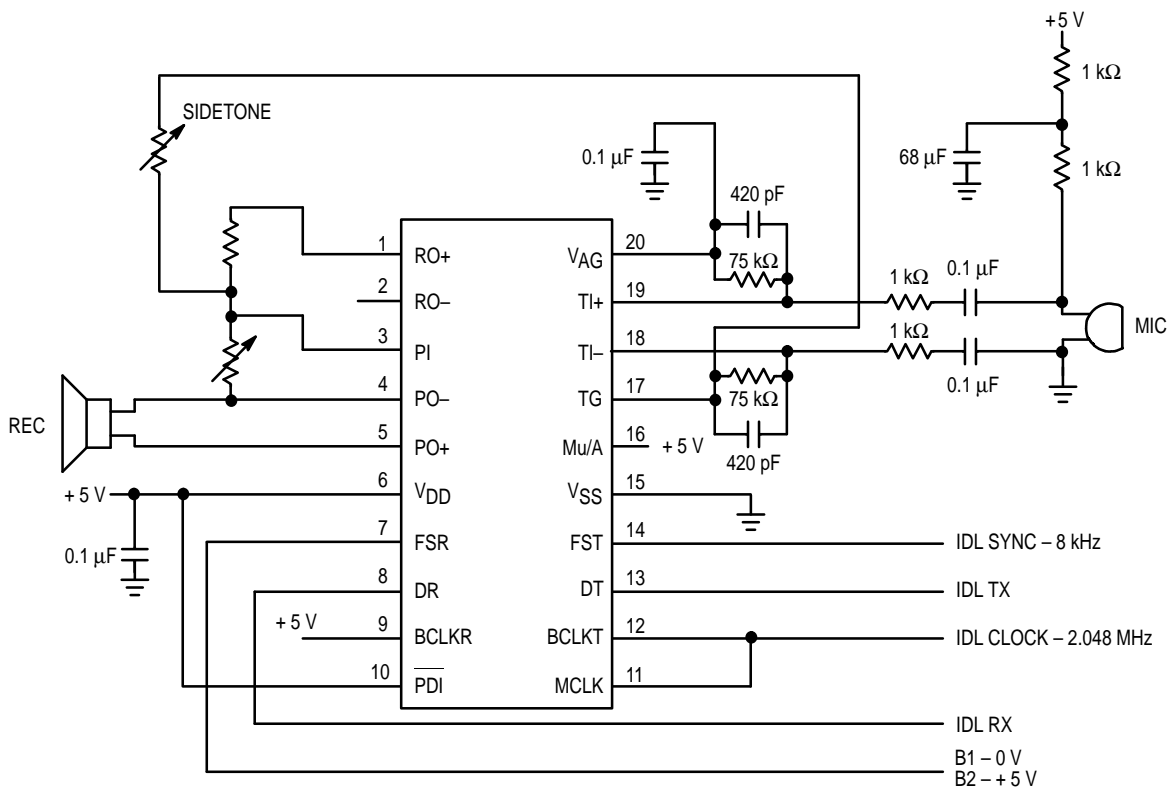 +5 V
1 kΩ
SIDETONE
0.1 µF
68 µF
1 kΩ
420 pF
1
RO+
VAG
20
75 kΩ
1 kΩ
0.1 µF
2
RO–
TI+
19
MIC
3
PI
TI–
18
1 kΩ
0.1 µF
4
PO–
TG
17
75 kΩ
REC
5
PO+
Mu/A
16
+ 5 V
420 pF
+ 5 V
6
VDD
VSS
15
0.1 µF
7
FSR
FST
14
IDL SYNC – 8 kHz
8
DR
DT
13
IDL TX
+ 5 V
9
BCLKR
BCLKT
12
IDL CLOCK – 2.048 MHz
10
PDI
MCLK
11
IDL RX
B1 – 0 V
B2 – + 5 V